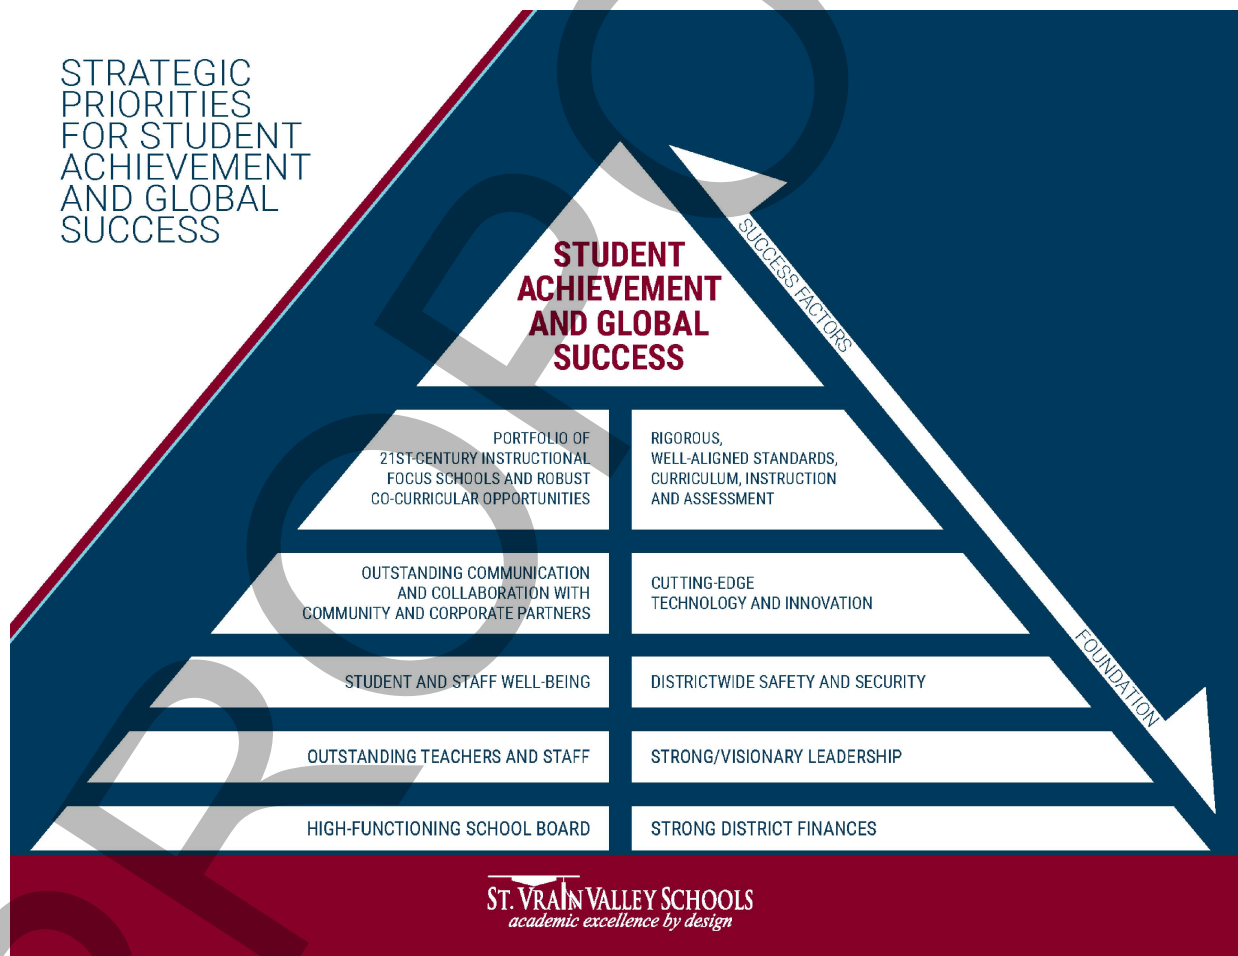 STRATEGIC
PRIORITIES
FOR STUDENT
ACHIEVEMENT
AND GLOBAL
SUCCESS
STUDENT
ACHIEVEMENT
AND GLOBAL
SUCCESS
SUCCESS FACTORS
PORTFOLIO OF
21ST-CENTURY INSTRUCTIONAL
FOCUS SCHOOLS AND ROBUST
CO-CURRICULAR OPPORTUNITIES
RIGOROUS,
WELL-ALIGNED STANDARDS,
CURRICULUM, INSTRUCTION
AND ASSESSMENT
OUTSTANDING COMMUNICATION
AND COLLABORATION WITH
COMMUNITY AND CORPORATE PARTNERS
CUTTING-EDGE
TECHNOLOGY AND INNOVATION
FOUNDATION
STUDENT AND STAFF WELL-BEING
DISTRICTWIDE SAFETY AND SECURITY
OUTSTANDING TEACHERS AND STAFF
STRONG/VISIONARY LEADERSHIP
HIGH-FUNCTIONING SCHOOL BOARD
STRONG DISTRICT FINANCES
ST. VRAIN VALLEY SCHOOLS
academic excellence by design
PROPO